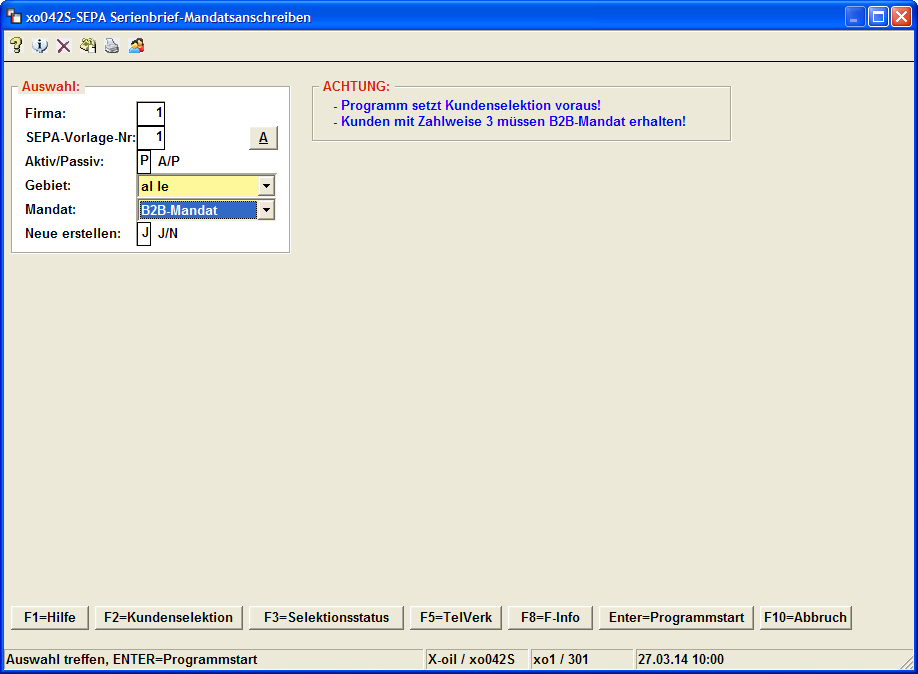 xo042S-SEPA Serienbrief-Mandatsanschreiben
Auswahl:
Firma: 1
SEPA-Vorlage-Nr: 1 A
Aktiv/Passiv: P A/P
Gebiet: al le
Mandat: B2B-Mandat
Neue erstellen: J J/N
ACHTUNG:
- Programm setzt Kundenselektion voraus!
- Kunden mit Zahlweise 3 müssen B2B-Mandat erhalten!
F1=Hilfe F2=Kundenselektion F3=Selektionsstatus F5=TelVerk F8=F-Info Enter=Programmstart F10=Abbruch
Auswahl treffen, ENTER=Programmstart X-oil / xo042S xo1 / 301 27.03.14 10:00